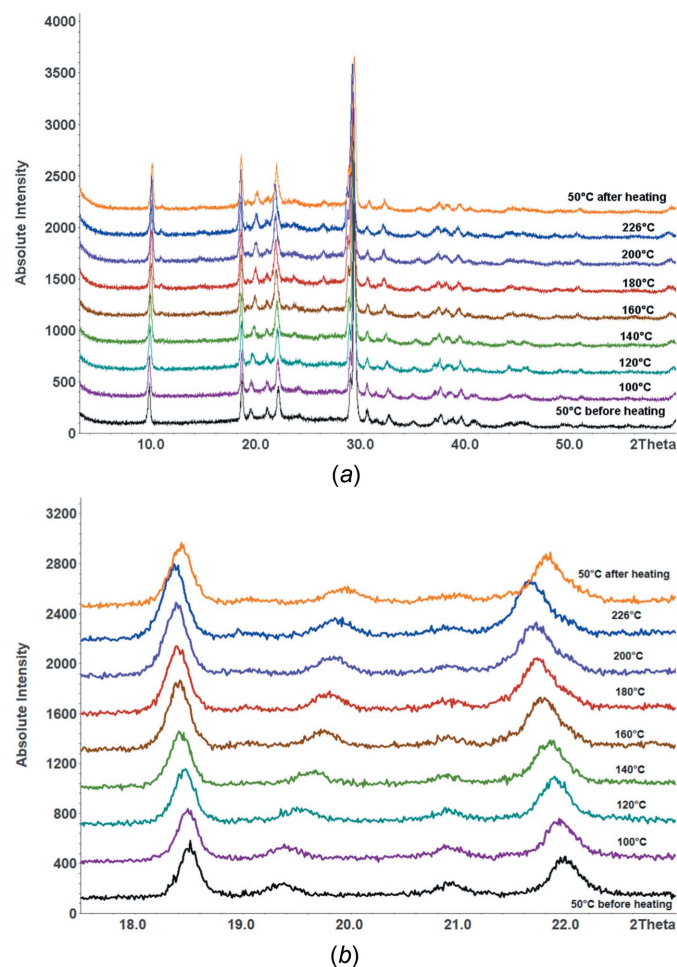 4000
3500
3000
2500
2000
1500
1000
500
0
Absolute Intensity
50°C after heating
226°C
200°C
180°C
160°C
140°C
120°C
100°C
50°C before heating
10.0 20.0 30.0 40.0 50.0 2Theta
(a)
3200
2800
2400
2000
1600
1200
800
400
0
Absolute Intensity
50°C after heating
226°C
200°C
180°C
160°C
140°C
120°C
100°C
50°C before heating
18.0 19.0 20.0 21.0 22.0 2Theta
(b)